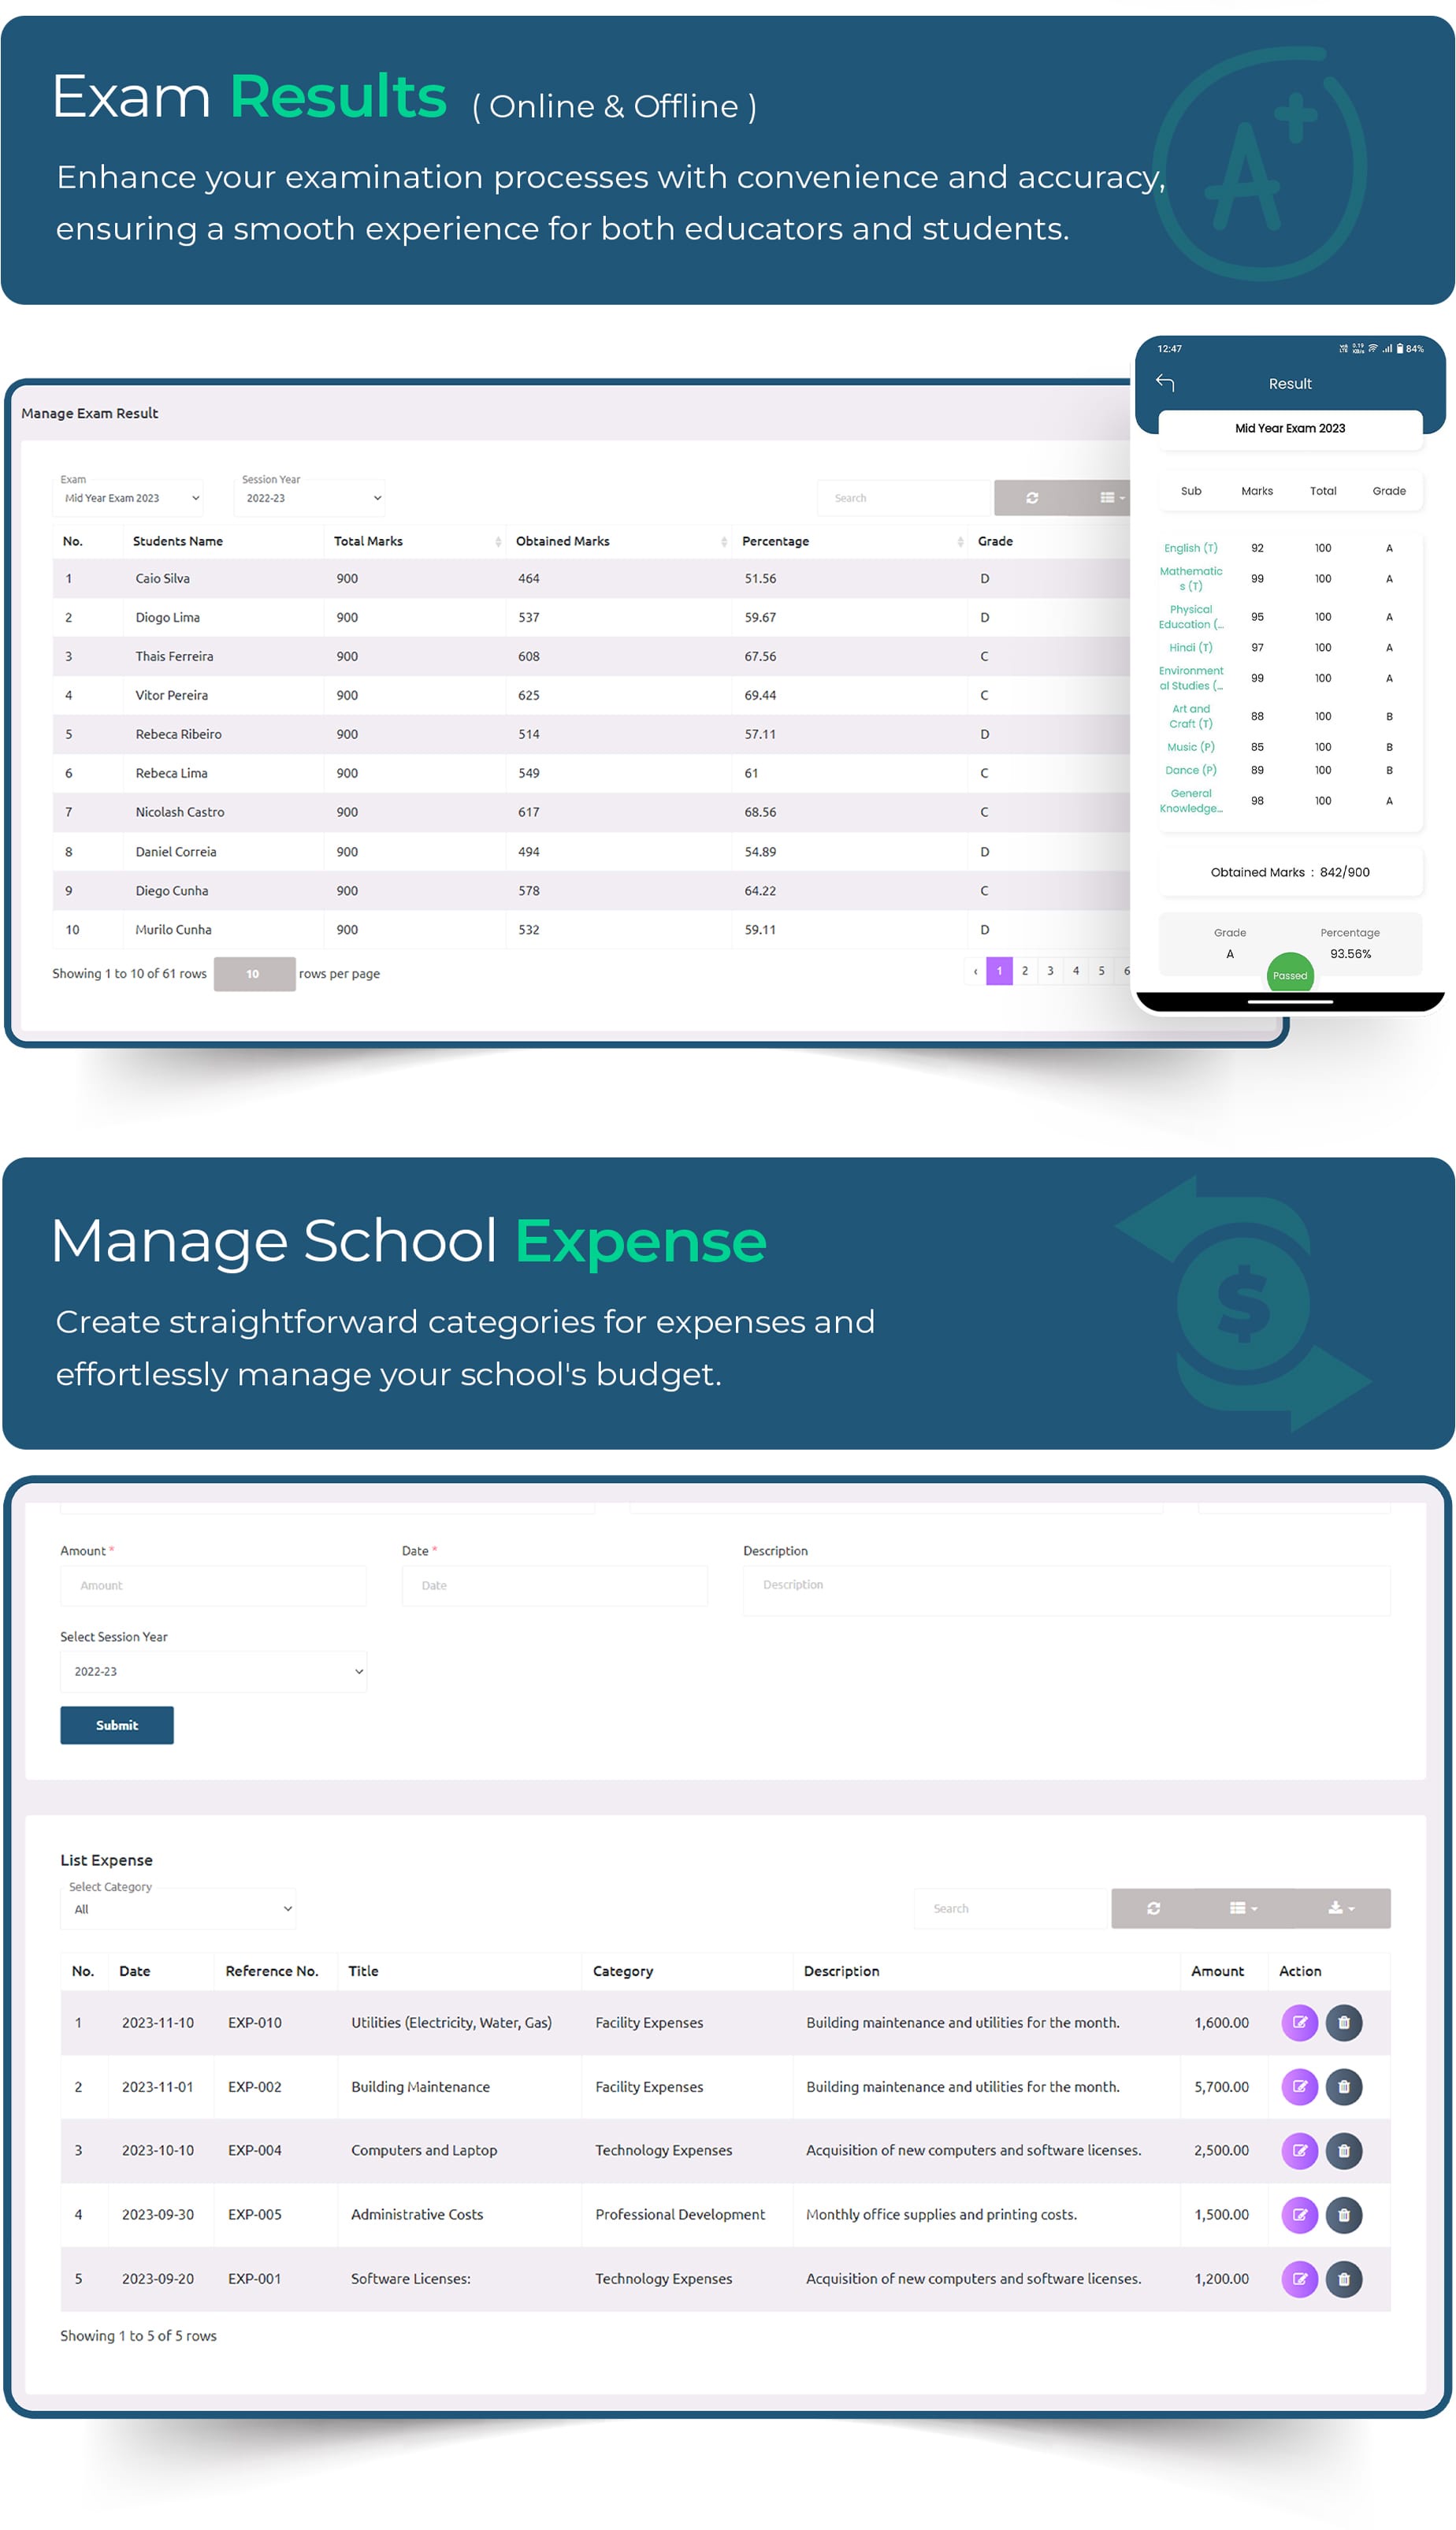 Exam Results ( Online & Offline )
Enhance your examination processes with convenience and accuracy,
ensuring a smooth experience for both educators and students.
A+
Manage Exam Result
Exam
Mid Year Exam 2023
Session Year
2022-23
Search
No. Students Name Total Marks Obtained Marks Percentage Grade
1 Caio Silva 900 464 51.56 D
2 Diogo Lima 900 537 59.67 D
3 Thais Ferreira 900 608 67.56 C
4 Vitor Pereira 900 625 69.44 C
5 Rebeca Ribeiro 900 514 57.11 D
6 Rebeca Lima 900 549 61 C
7 Nicolash Castro 900 617 68.56 C
8 Daniel Correia 900 494 54.89 D
9 Diego Cunha 900 578 64.22 C
10 Murilo Cunha 900 532 59.11 D
Showing 1 to 10 of 61 rows 10 rows per page
‹ 1 2 3 4 5 6
12:47 84%
Result
Mid Year Exam 2023
Sub Marks Total Grade
English (T) 92 100 A
Mathematic
s (T) 99 100 A
Physical
Education (... 95 100 A
Hindi (T) 97 100 A
Environment
al Studies (... 99 100 A
Art and
Craft (T) 88 100 B
Music (P) 85 100 B
Dance (P) 89 100 B
General
Knowledge... 98 100 A
Obtained Marks : 842/900
Grade Percentage
A 93.56%
Passed
Manage School Expense
Create straightforward categories for expenses and
effortlessly manage your school's budget.
$
Amount * Date * Description
Amount Date Description
Select Session Year
2022-23
Submit
List Expense
Select Category
All
Search
No. Date Reference No. Title Category Description Amount Action
1 2023-11-10 EXP-010 Utilities (Electricity, Water, Gas) Facility Expenses Building maintenance and utilities for the month. 1,600.00
2 2023-11-01 EXP-002 Building Maintenance Facility Expenses Building maintenance and utilities for the month. 5,700.00
3 2023-10-10 EXP-004 Computers and Laptop Technology Expenses Acquisition of new computers and software licenses. 2,500.00
4 2023-09-30 EXP-005 Administrative Costs Professional Development Monthly office supplies and printing costs. 1,500.00
5 2023-09-20 EXP-001 Software Licenses: Technology Expenses Acquisition of new computers and software licenses. 1,200.00
Showing 1 to 5 of 5 rows